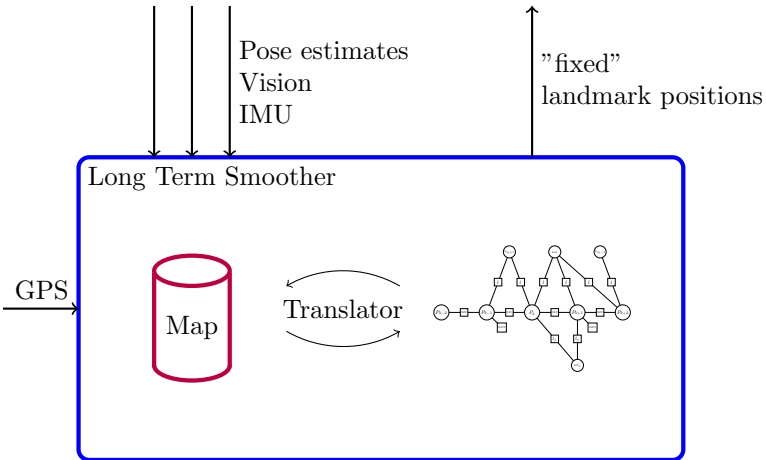 Pose estimates
Vision
IMU
”fixed”
landmark positions
Long Term Smoother
GPS
Map
Translator